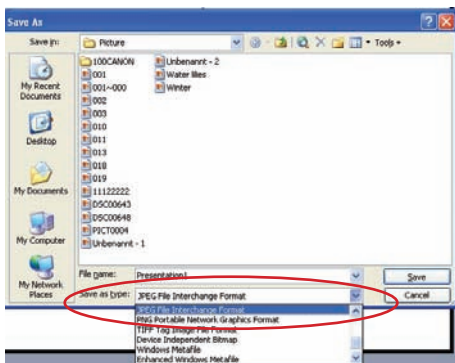 Save As
Save in:
Picture
Tools
My Recent
Documents
Desktop
My Documents
My Computer
My Network
Places
100CANON
001
001~000
002
003
010
011
013
018
019
11122222
DSC00643
DSC00648
PICT0004
Unbenannt - 1
Unbenannt - 2
Water lilies
Winter
File name:
Presentation1
Save
Save as type:
JPEG File Interchange Format
Cancel
JPEG File Interchange Format
PNG Portable Network Graphics Format
TIFF Tag Image File Format
Device Independent Bitmap
Windows Metafile
Enhanced Windows Metafile